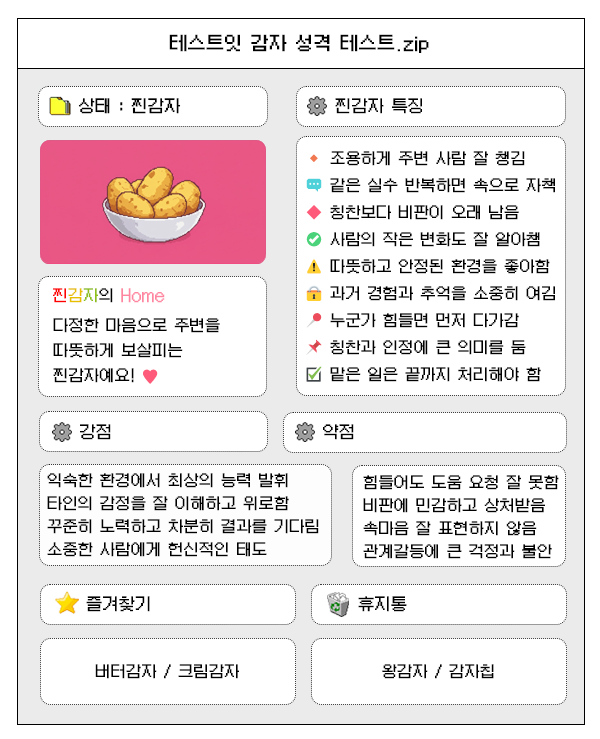 테스트잇 감자 성격 테스트.zip
상태 : 찐감자
찐감자의 Home
다정한 마음으로 주변을
따뜻하게 보살피는
찐감자예요!
찐감자 특징
조용하게 주변 사람 잘 챙김
같은 실수 반복하면 속으로 자책
칭찬보다 비판이 오래 남음
사람의 작은 변화도 잘 알아챔
따뜻하고 안정된 환경을 좋아함
과거 경험과 추억을 소중히 여김
누군가 힘들면 먼저 다가감
칭찬과 인정에 큰 의미를 둠
맡은 일은 끝까지 처리해야 함
강점
익숙한 환경에서 최상의 능력 발휘
타인의 감정을 잘 이해하고 위로함
꾸준히 노력하고 차분히 결과를 기다림
소중한 사람에게 헌신적인 태도
약점
힘들어도 도움 요청 잘 못함
비판에 민감하고 상처받음
속마음 잘 표현하지 않음
관계갈등에 큰 걱정과 불안
즐겨찾기
버터감자 / 크림감자
휴지통
왕감자 / 감자칩